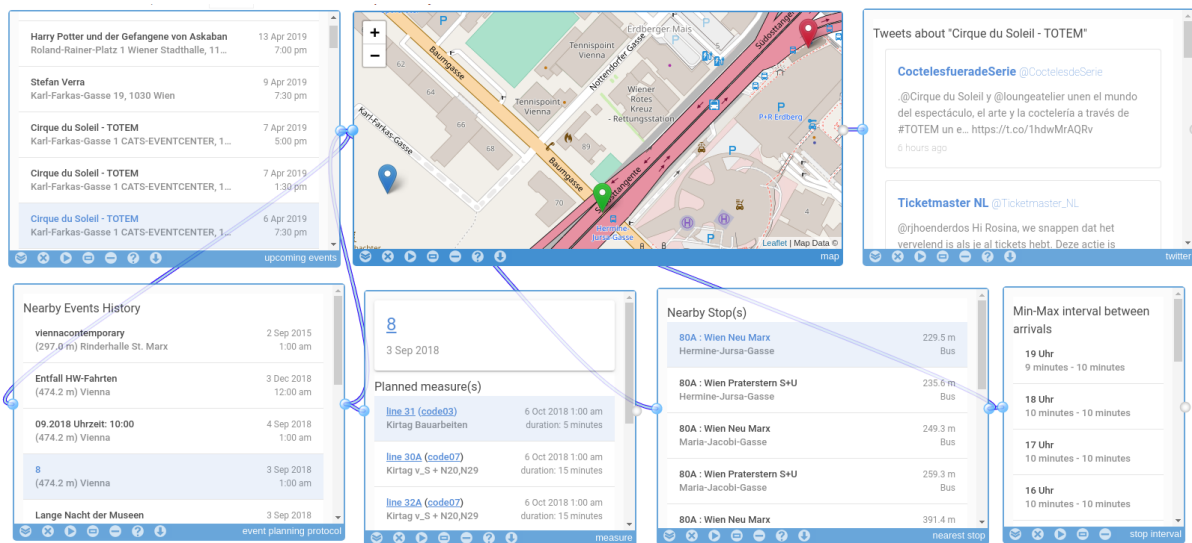 Harry Potter und der Gefangene von Askaban 13 Apr 2019
Roland-Rainer-Platz 1 Wiener Stadthalle, 11... 7:00 pm
Stefan Verra 9 Apr 2019
Karl-Farkas-Gasse 19, 1030 Wien 7:30 pm
Cirque du Soleil - TOTEM 7 Apr 2019
Karl-Farkas-Gasse 1 CATS-EVENTCENTER, 1... 5:00 pm
Cirque du Soleil - TOTEM 7 Apr 2019
Karl-Farkas-Gasse 1 CATS-EVENTCENTER, 1... 1:30 pm
Cirque du Soleil - TOTEM 6 Apr 2019
Karl-Farkas-Gasse 1 CATS-EVENTCENTER, 1... 7:30 pm
upcoming events
+
−
Erdberger Mais
Baumgasse
Tennispoint
Vienna
Nottendorfer Gasse
Südosttangente
64
62
66
Tennispoint
Vienna
Wiener
Rotes
Kreuz
- Rettungsstation
P+R Erdberg
Karl-Farkas-Gasse
68
70
Baumgasse
Südosttangente
Hermine-
Jursa-Gasse
Leaflet | Map Data ©
map
Tweets about "Cirque du Soleil - TOTEM"
CoctelesfueradeSerie @CoctelesdeSerie
.@Cirque du Soleil y @loungeatelier unen el mundo
del espectáculo, el arte y la coctelería a través de
#TOTEM un e... https://t.co/1hdwMrAQRv
6 hours ago
Ticketmaster NL @Ticketmaster_NL
@rjhoenderdos Hi Rosina, we snappen dat het
vervelend is als je al tickets hebt. Deze actie is
twitter
Nearby Events History
viennacontemporary 2 Sep 2015
(297.0 m) Rinderhalle St. Marx 1:00 am
Entfall HW-Fahrten 3 Dec 2018
(474.2 m) Vienna 12:00 am
09.2018 Uhrzeit: 10:00 4 Sep 2018
(474.2 m) Vienna 1:00 am
8 3 Sep 2018
(474.2 m) Vienna 1:00 am
Lange Nacht der Museen 3 Sep 2018
event planning protocol
8
3 Sep 2018
Planned measure(s)
line 31 (code03) 6 Oct 2018 1:00 am
Kirtag Bauarbeiten duration: 5 minutes
line 30A (code07) 6 Oct 2018 1:00 am
Kirtag v_S + N20,N29 duration: 15 minutes
line 32A (code07) 6 Oct 2018 1:00 am
Kirtag v_S + N20,N29 duration: 15 minutes
measure
Nearby Stop(s)
80A : Wien Neu Marx 229.5 m
Hermine-Jursa-Gasse Bus
80A : Wien Praterstern S+U 235.6 m
Hermine-Jursa-Gasse Bus
80A : Wien Neu Marx 249.3 m
Maria-Jacobi-Gasse Bus
80A : Wien Praterstern S+U 259.3 m
Maria-Jacobi-Gasse Bus
80A : Wien Neu Marx 391.4 m
nearest stop
Min-Max interval between
arrivals
19 Uhr
9 minutes - 10 minutes
18 Uhr
10 minutes - 10 minutes
17 Uhr
10 minutes - 10 minutes
16 Uhr
10 minutes - 10 minutes
stop interval